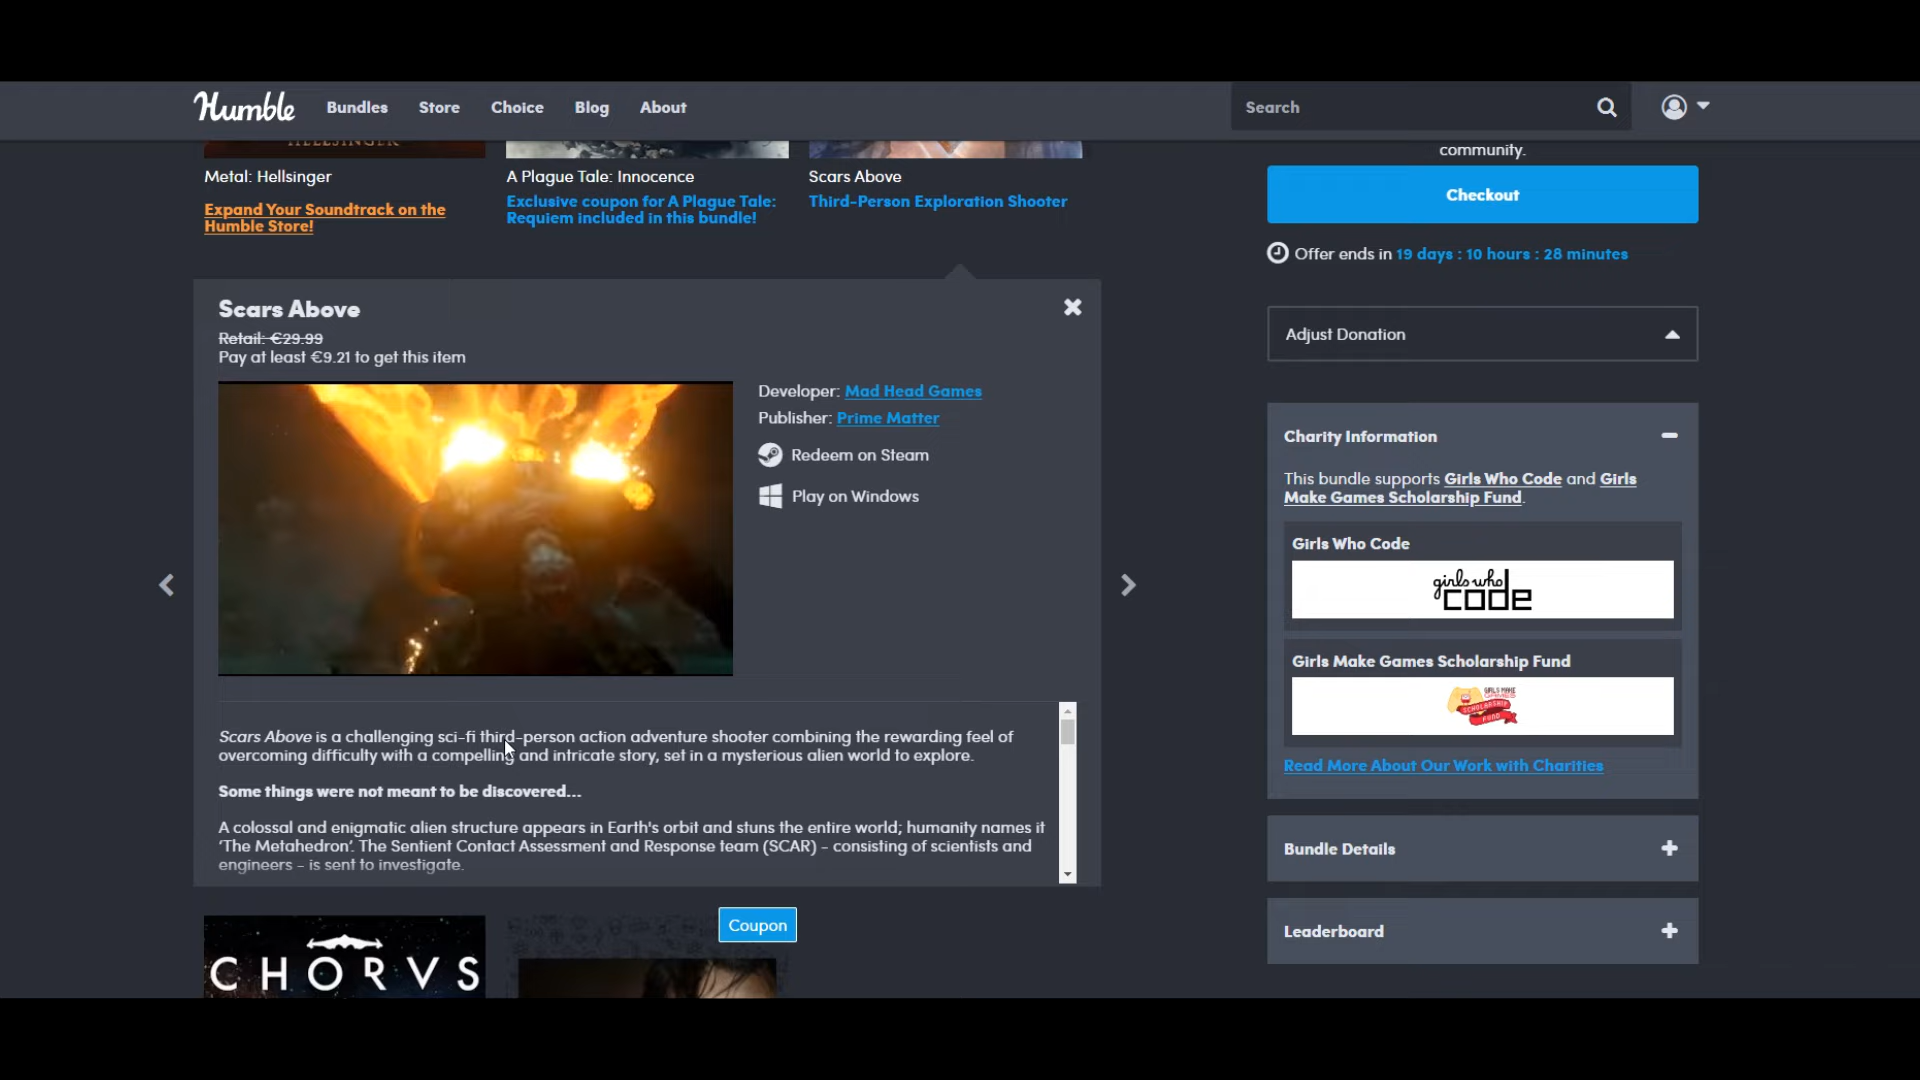 Humble
Bundles
Store
Choice
Blog
About
Search
HELLSINGER
Metal: Hellsinger
Expand Your Soundtrack on the
Humble Store!
A Plague Tale: Innocence
Exclusive coupon for A Plague Tale:
Requiem included in this bundle!
Scars Above
Third-Person Exploration Shooter
community.
Checkout
Offer ends in 19 days : 10 hours : 28 minutes
Adjust Donation
Scars Above
Retail: €29.99
Pay at least €9.21 to get this item
Developer: Mad Head Games
Publisher: Prime Matter
Redeem on Steam
Play on Windows
Scars Above is a challenging sci-fi third-person action adventure shooter combining the rewarding feel of
overcoming difficulty with a compelling and intricate story, set in a mysterious alien world to explore.
Some things were not meant to be discovered...
A colossal and enigmatic alien structure appears in Earth's orbit and stuns the entire world; humanity names it
'The Metahedron'. The Sentient Contact Assessment and Response team (SCAR) - consisting of scientists and
engineers - is sent to investigate.
Charity Information
This bundle supports Girls Who Code and Girls
Make Games Scholarship Fund.
Girls Who Code
girls who
code
Girls Make Games Scholarship Fund
GIRLS MAKE
GAMES
SCHOLARSHIP
FUND
Read More About Our Work with Charities
Bundle Details
Leaderboard
Coupon
CHORVS